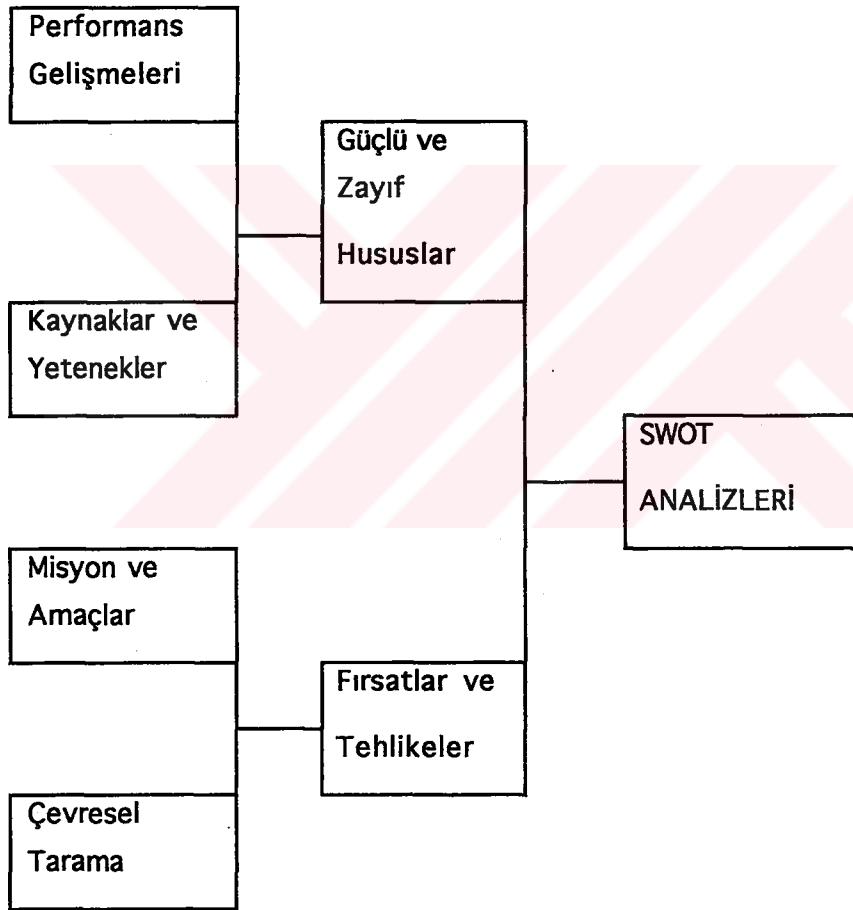 Performans
Gelişmeleri
Güçlü ve
Zayıf
Hususlar
Kaynaklar ve
Yetenekler
SWOT
ANALİZLERİ
Misyon ve
Amaçlar
Fırsatlar ve
Tehlikeler
Çevresel
Tarama